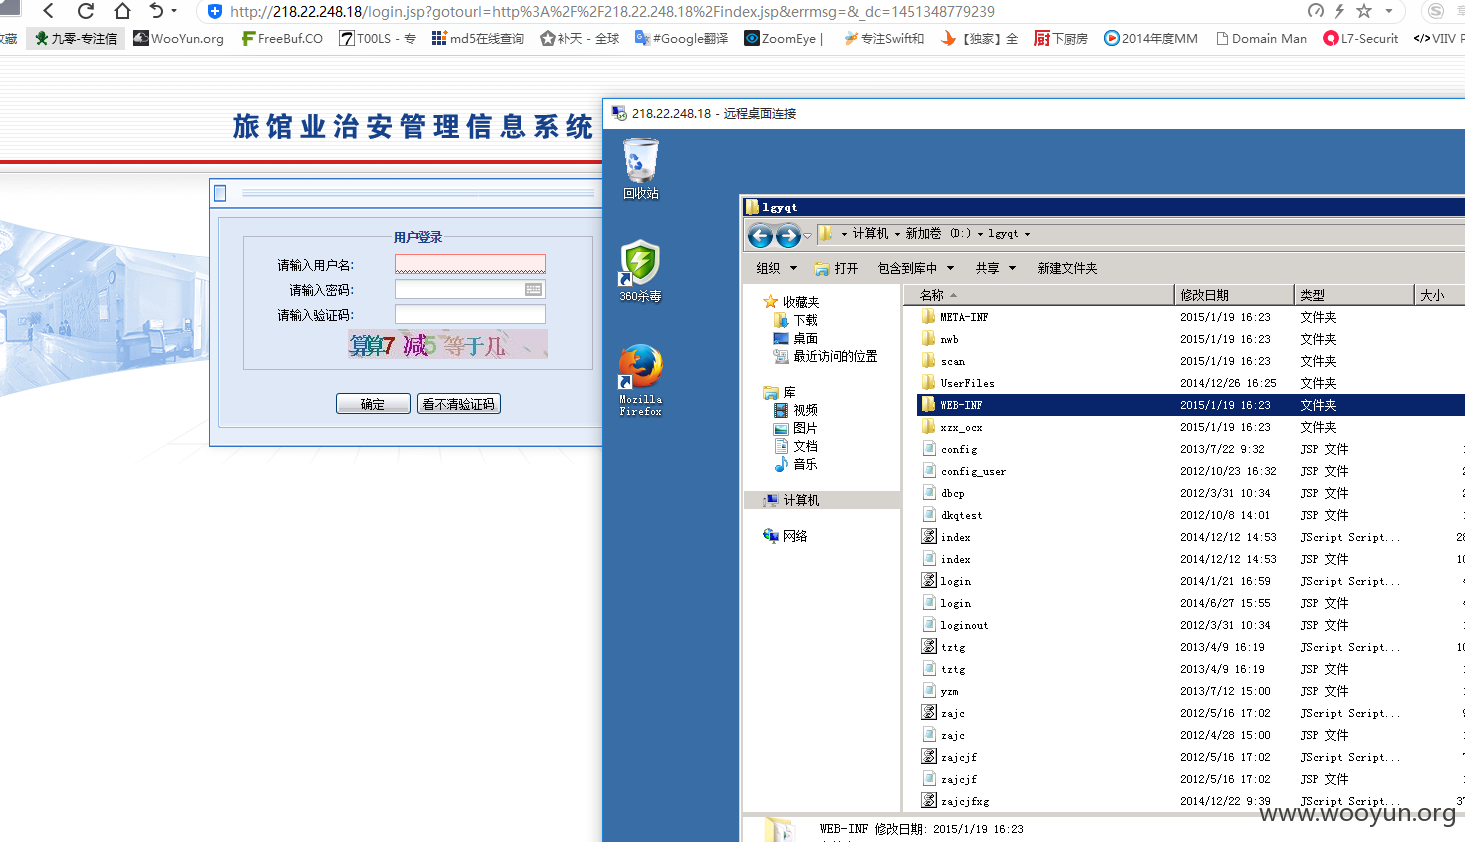 http://218.22.248.18/login.jsp?gotourl=http%3A%2F%2F218.22.248.18%2Findex.jsp&errmsg=&_dc=1451348779239
收藏 九零-专注信 WooYun.org FreeBuf.CO T00LS - 专 md5在线查询 补天 - 全球 #Google翻译 ZoomEye | 专注Swift和 【独家】全 下厨房 2014年度MM Domain Man L7-Securit VIIV P
旅馆业治安管理信息系统
用户登录
请输入用户名:
请输入密码:
请输入验证码:
算算7 减5 等于几
确定 看不清验证码
218.22.248.18 - 远程桌面连接
回收站
360杀毒
Mozilla
Firefox
lgyqt
计算机 新加卷 (D:) lgyqt
组织 打开 包含到库中 共享 新建文件夹
收藏夹
下载
桌面
最近访问的位置
库
视频
图片
文档
音乐
计算机
网络
名称 修改日期 类型 大小
META-INF 2015/1/19 16:23 文件夹
nwb 2015/1/19 16:23 文件夹
scan 2015/1/19 16:23 文件夹
UserFiles 2014/12/26 16:25 文件夹
WEB-INF 2015/1/19 16:23 文件夹
xzx_ocx 2015/1/19 16:23 文件夹
config 2013/7/22 9:32 JSP 文件
config_user 2012/10/23 16:32 JSP 文件
dbcp 2012/3/31 10:34 JSP 文件
dkqtest 2012/10/8 14:01 JSP 文件
index 2014/12/12 14:53 JScript Script... 28
index 2014/12/12 14:53 JSP 文件 10
login 2014/1/21 16:59 JScript Script...
login 2014/6/27 15:55 JSP 文件
loginout 2012/3/31 10:34 JSP 文件
tztg 2013/4/9 16:19 JScript Script... 10
tztg 2013/4/9 16:19 JSP 文件
yzm 2013/7/12 15:00 JSP 文件
zajc 2012/5/16 17:02 JScript Script...
zajc 2012/4/28 15:00 JSP 文件
zajcjf 2012/5/16 17:02 JScript Script...
zajcjf 2012/5/16 17:02 JSP 文件
zajcjfxg 2014/12/22 9:39 JScript Script... 37
www.wooyun.org
WEB-INF 修改日期: 2015/1/19 16:23